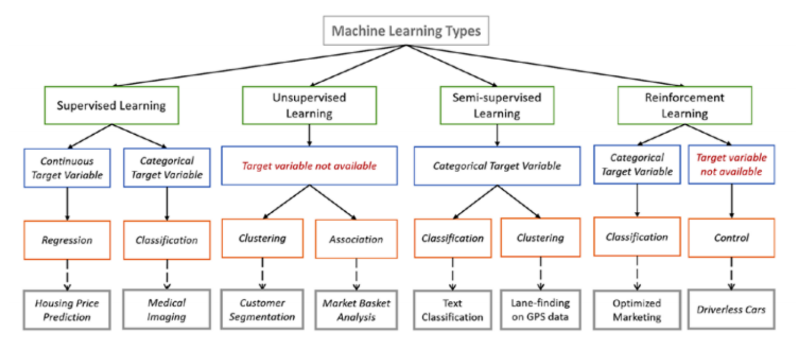 Machine Learning Types
Supervised Learning
Unsupervised
Learning
Semi-supervised
Learning
Reinforcement
Learning
Continuous
Target Variable
Categorical
Target Variable
Target variable not available
Categorical Target Variable
Categorical
Target Variable
Target variable
not available
Regression
Classification
Clustering
Association
Classification
Clustering
Classification
Control
Housing Price
Prediction
Medical
Imaging
Customer
Segmentation
Market Basket
Analysis
Text
Classification
Lane-finding
on GPS data
Optimized
Marketing
Driverless Cars